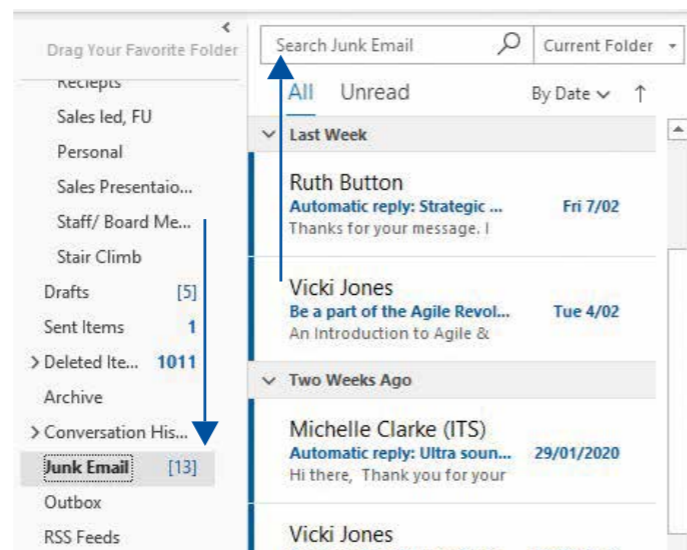 Drag Your Favorite Folder
Reciepts
Sales led, FU
Personal
Sales Presentaio...
Staff/ Board Me...
Stair Climb
Drafts [5]
Sent Items 1
Deleted Ite... 1011
Archive
Conversation His...
Junk Email [13]
Outbox
RSS Feeds
Search Junk Email Current Folder
All Unread By Date
Last Week
Ruth Button
Automatic reply: Strategic ... Fri 7/02
Thanks for your message. I
Vicki Jones
Be a part of the Agile Revol... Tue 4/02
An Introduction to Agile &
Two Weeks Ago
Michelle Clarke (ITS)
Automatic reply: Ultra soun... 29/01/2020
Hi there, Thank you for your
Vicki Jones